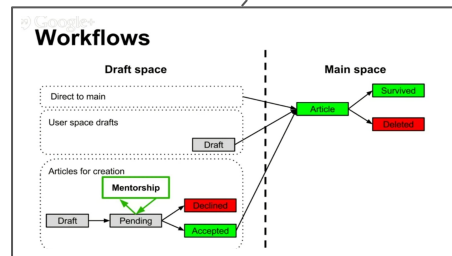 Google+
Workflows
Draft space
Main space
Direct to main
User space drafts
Draft
Article
Survived
Deleted
Articles for creation
Mentorship
Draft
Pending
Declined
Accepted